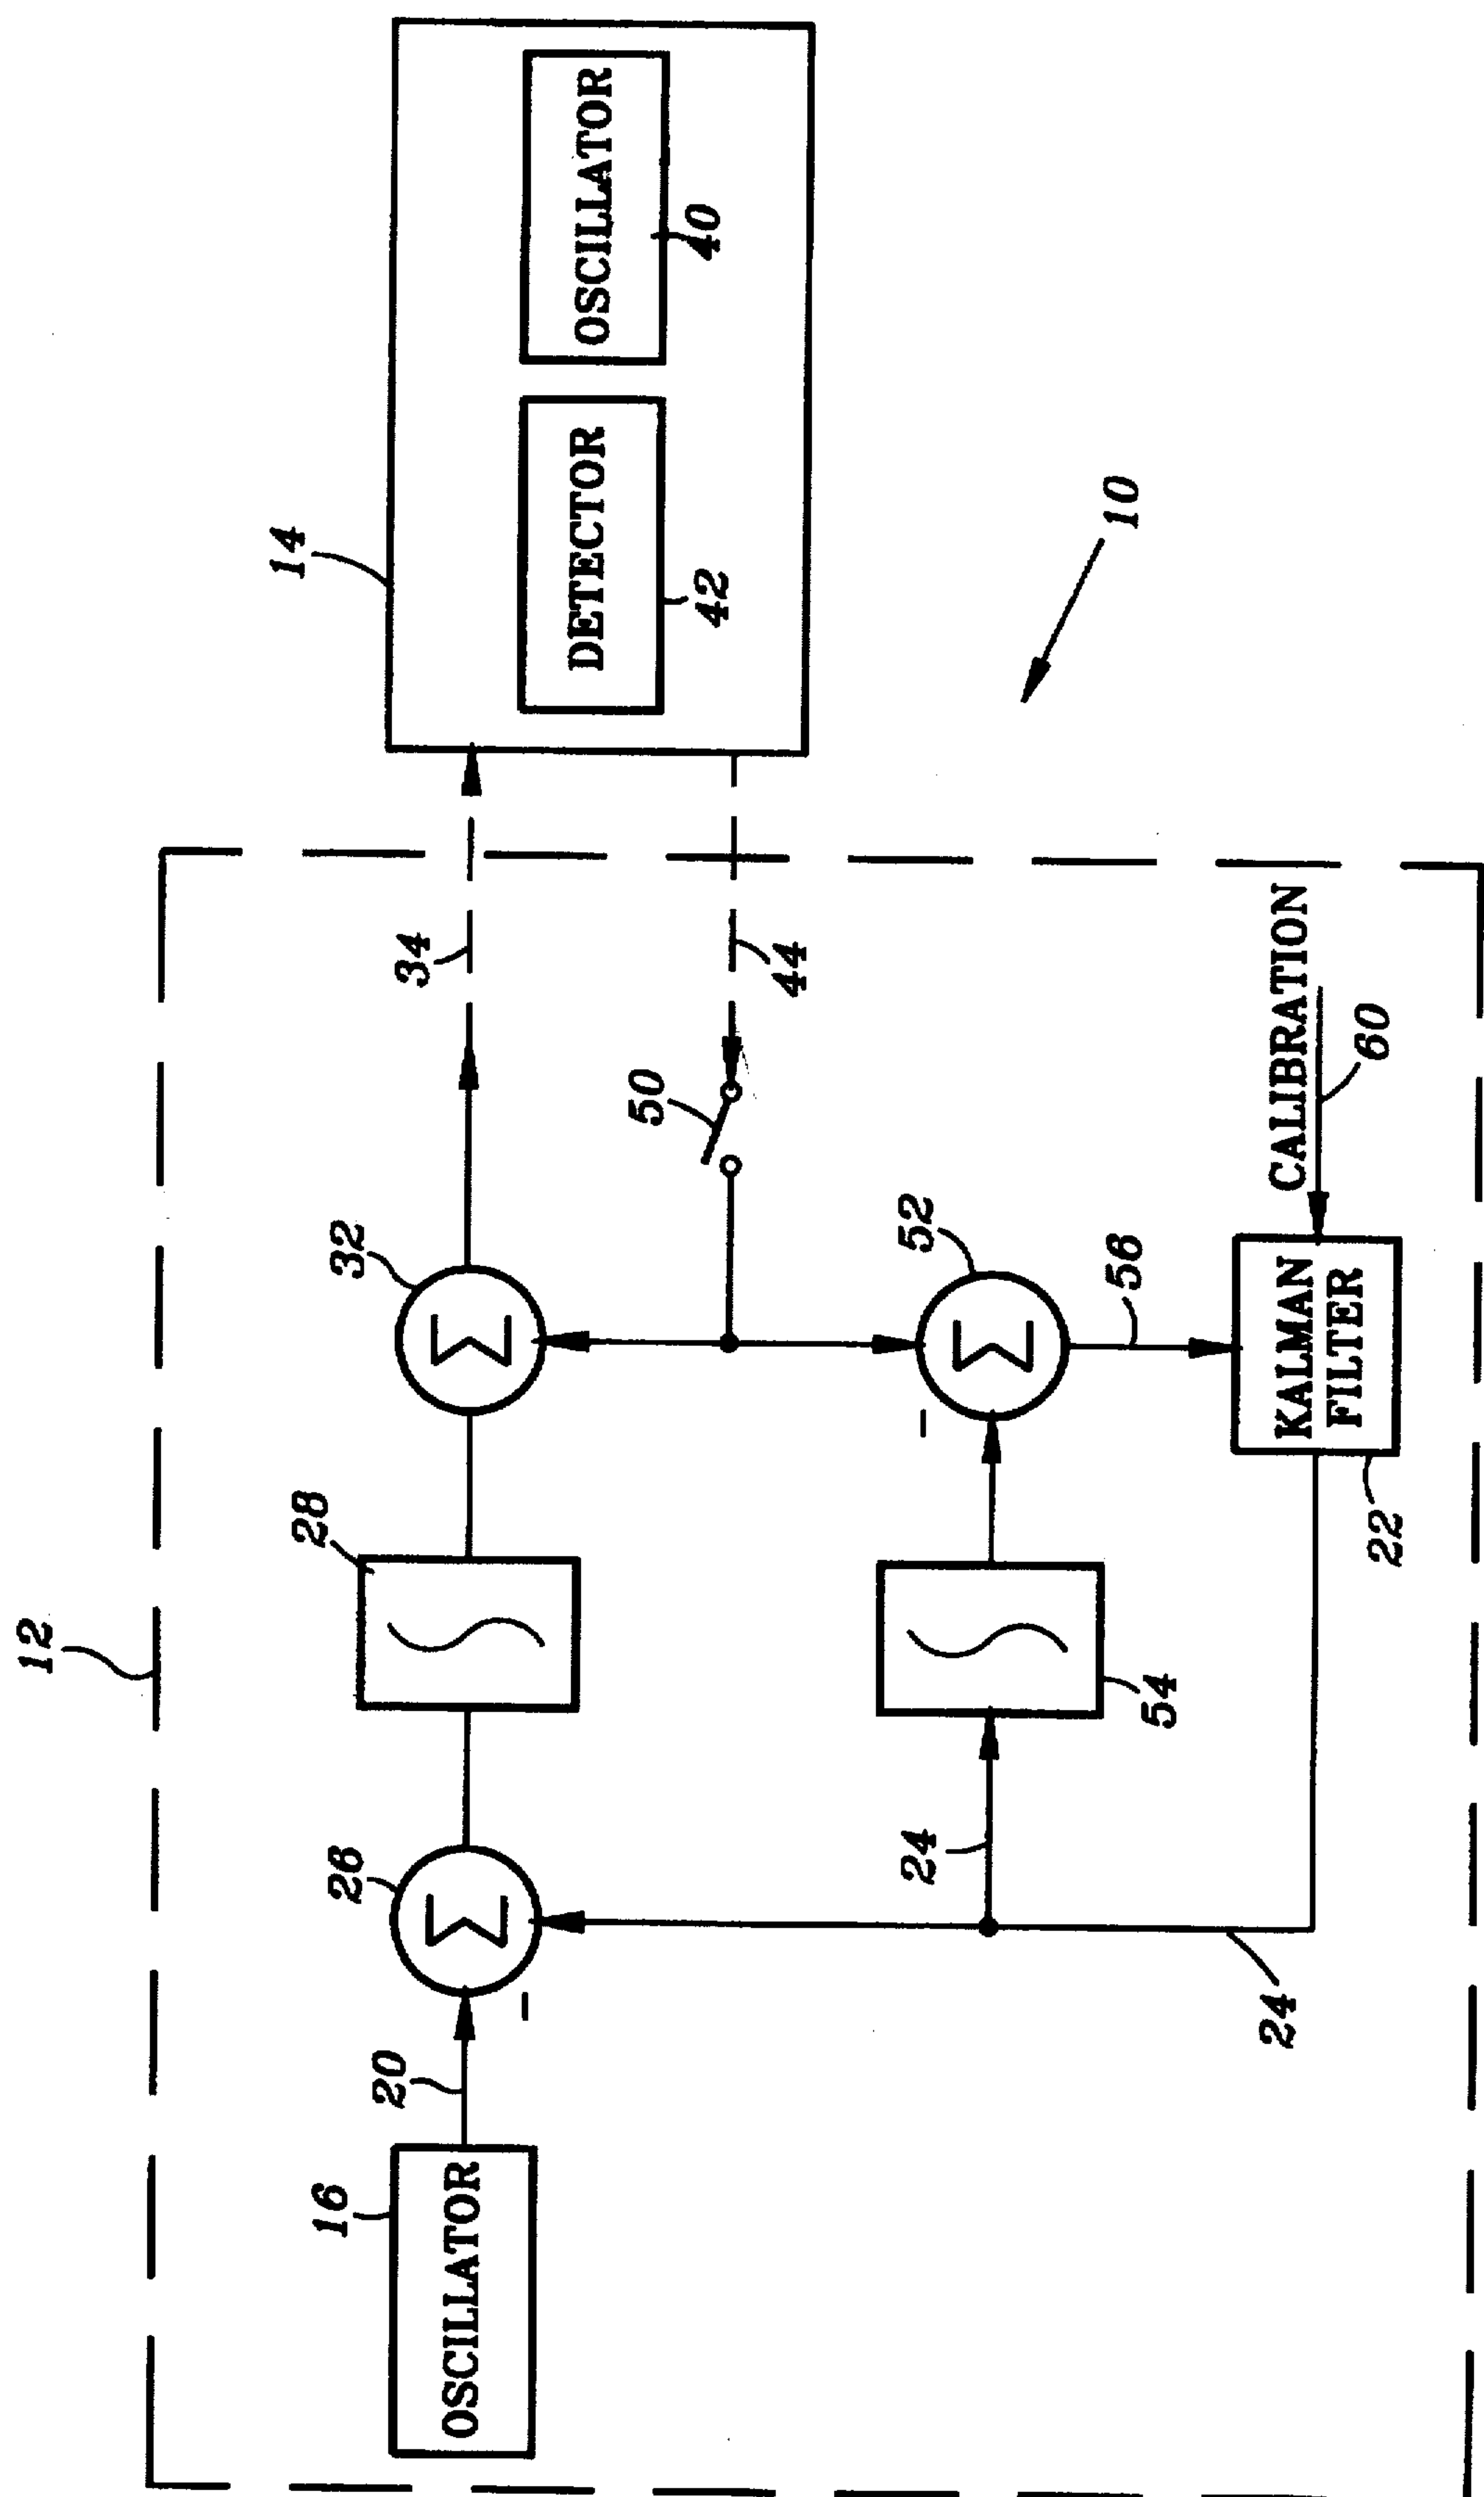 12
14
28
16
26
32
20
34
OSCILLATOR
Σ
Σ
DETECTOR
OSCILLATOR
50
40
42
44
52
24
Σ
10
56
54
24
CALIBRATION
KALMAN
FILTER
60
22